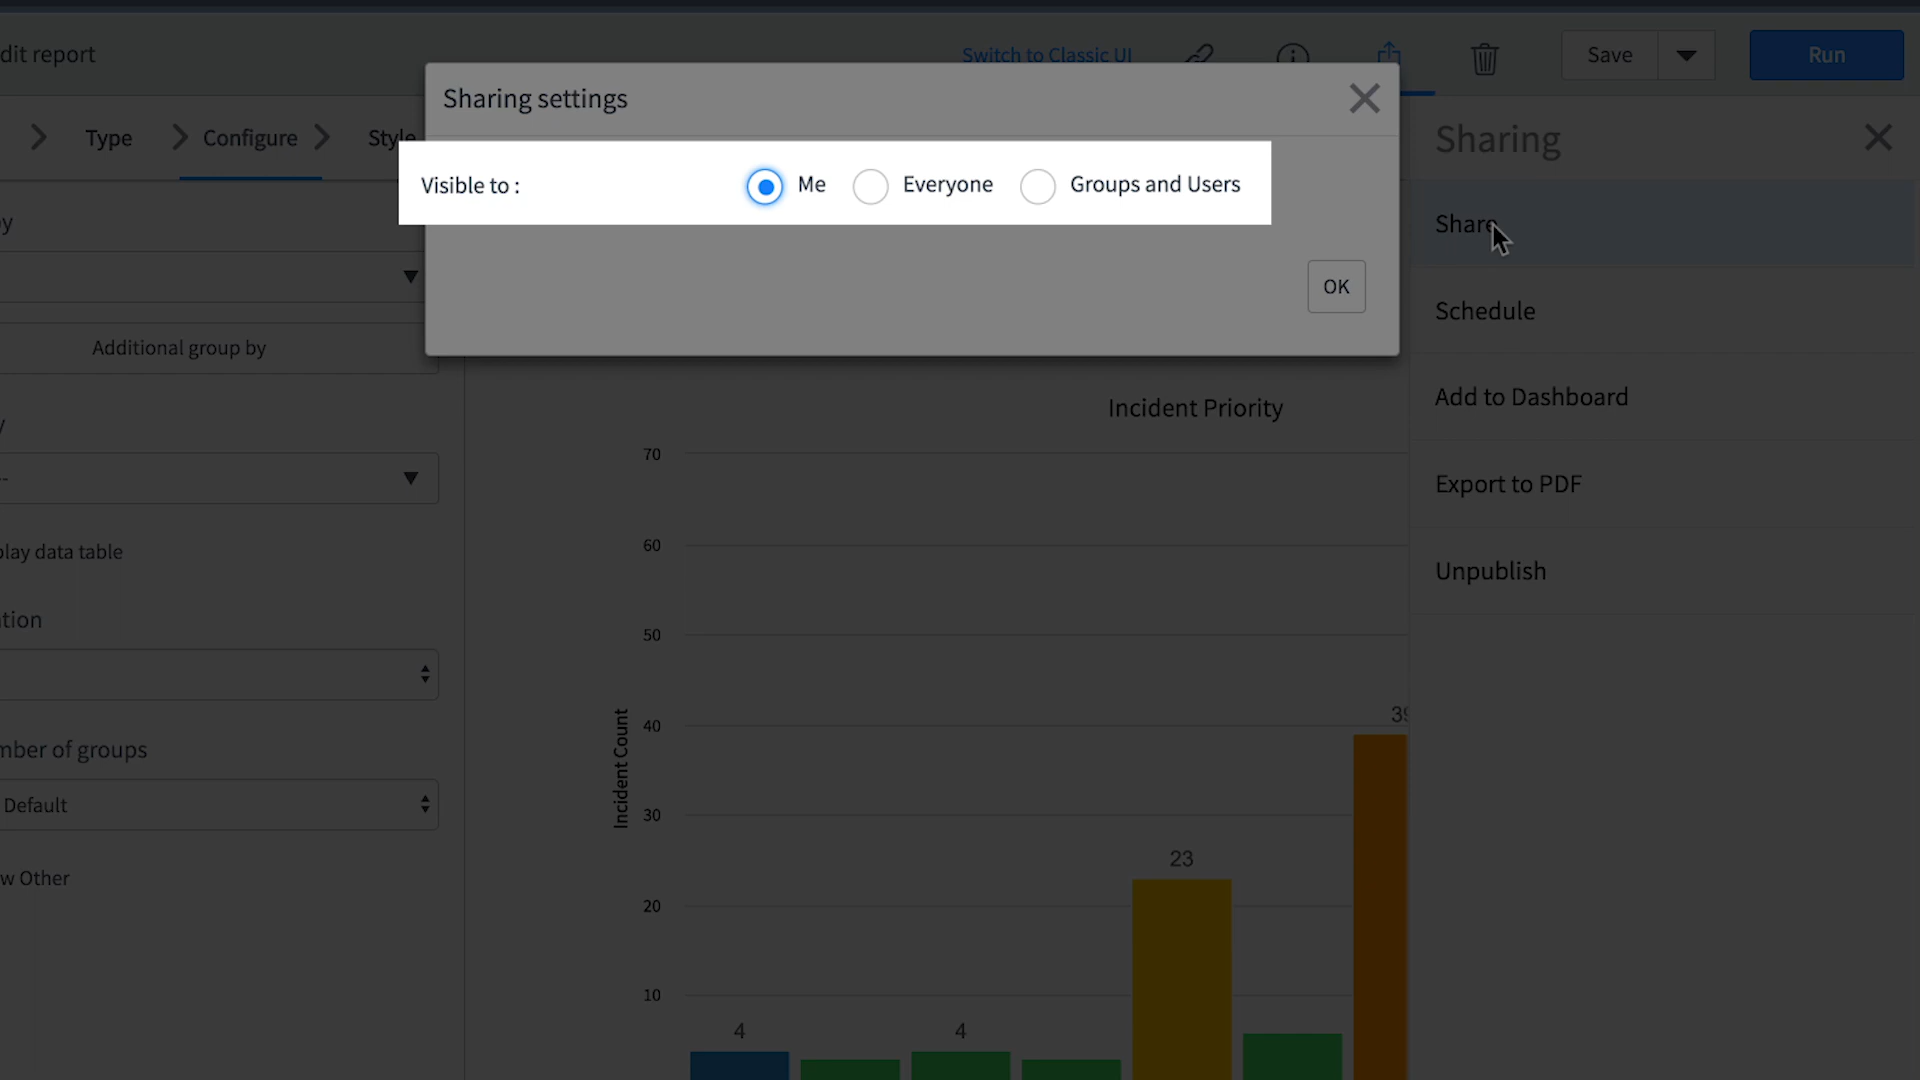 dit report
Switch to Classic UI
Save
Run
Type
Configure
Style
Sharing settings
Visible to :
Me
Everyone
Groups and Users
OK
Sharing
Share
Schedule
Add to Dashboard
Export to PDF
Unpublish
y
Additional group by
y
--
lay data table
tion
mber of groups
Default
w Other
Incident Priority
Incident Count
70
60
50
40
30
20
10
4
4
23
39